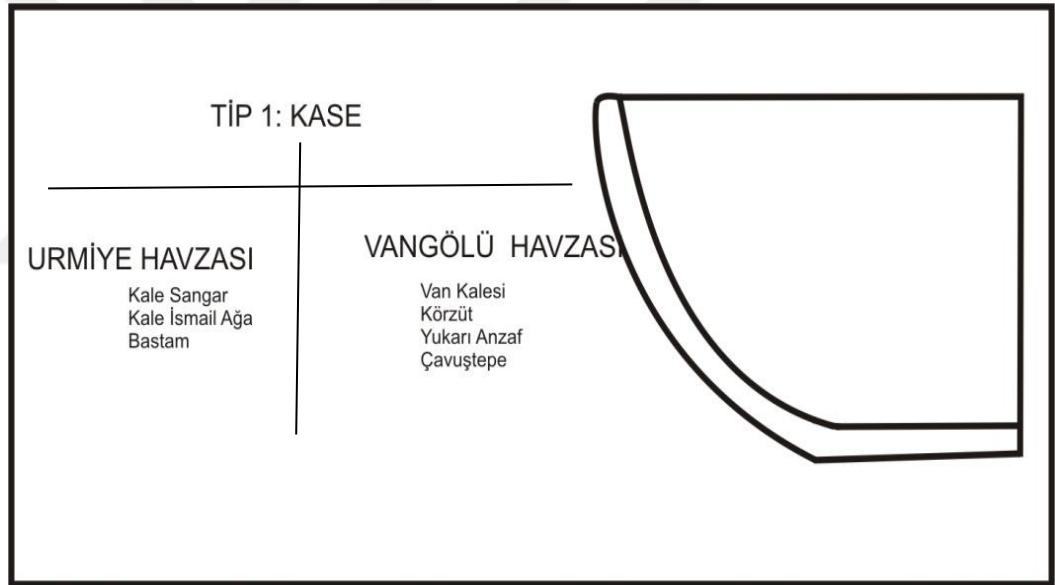 TİP 1: KASE
URMİYE HAVZASI
Kale Sangar
Kale İsmail Ağa
Bastam
VANGÖLÜ HAVZASI
Van Kalesi
Körzüt
Yukarı Anzaf
Çavuştepe